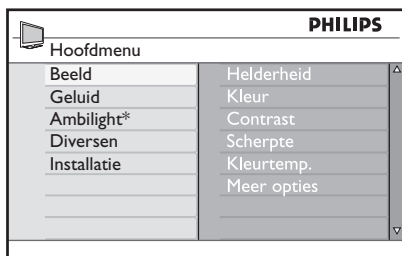 PHILIPS
Hoofdmenu
Beeld
Geluid
Ambilight*
Diversen
Installatie
Helderheid
Kleur
Contrast
Scherpte
Kleurtemp.
Meer opties